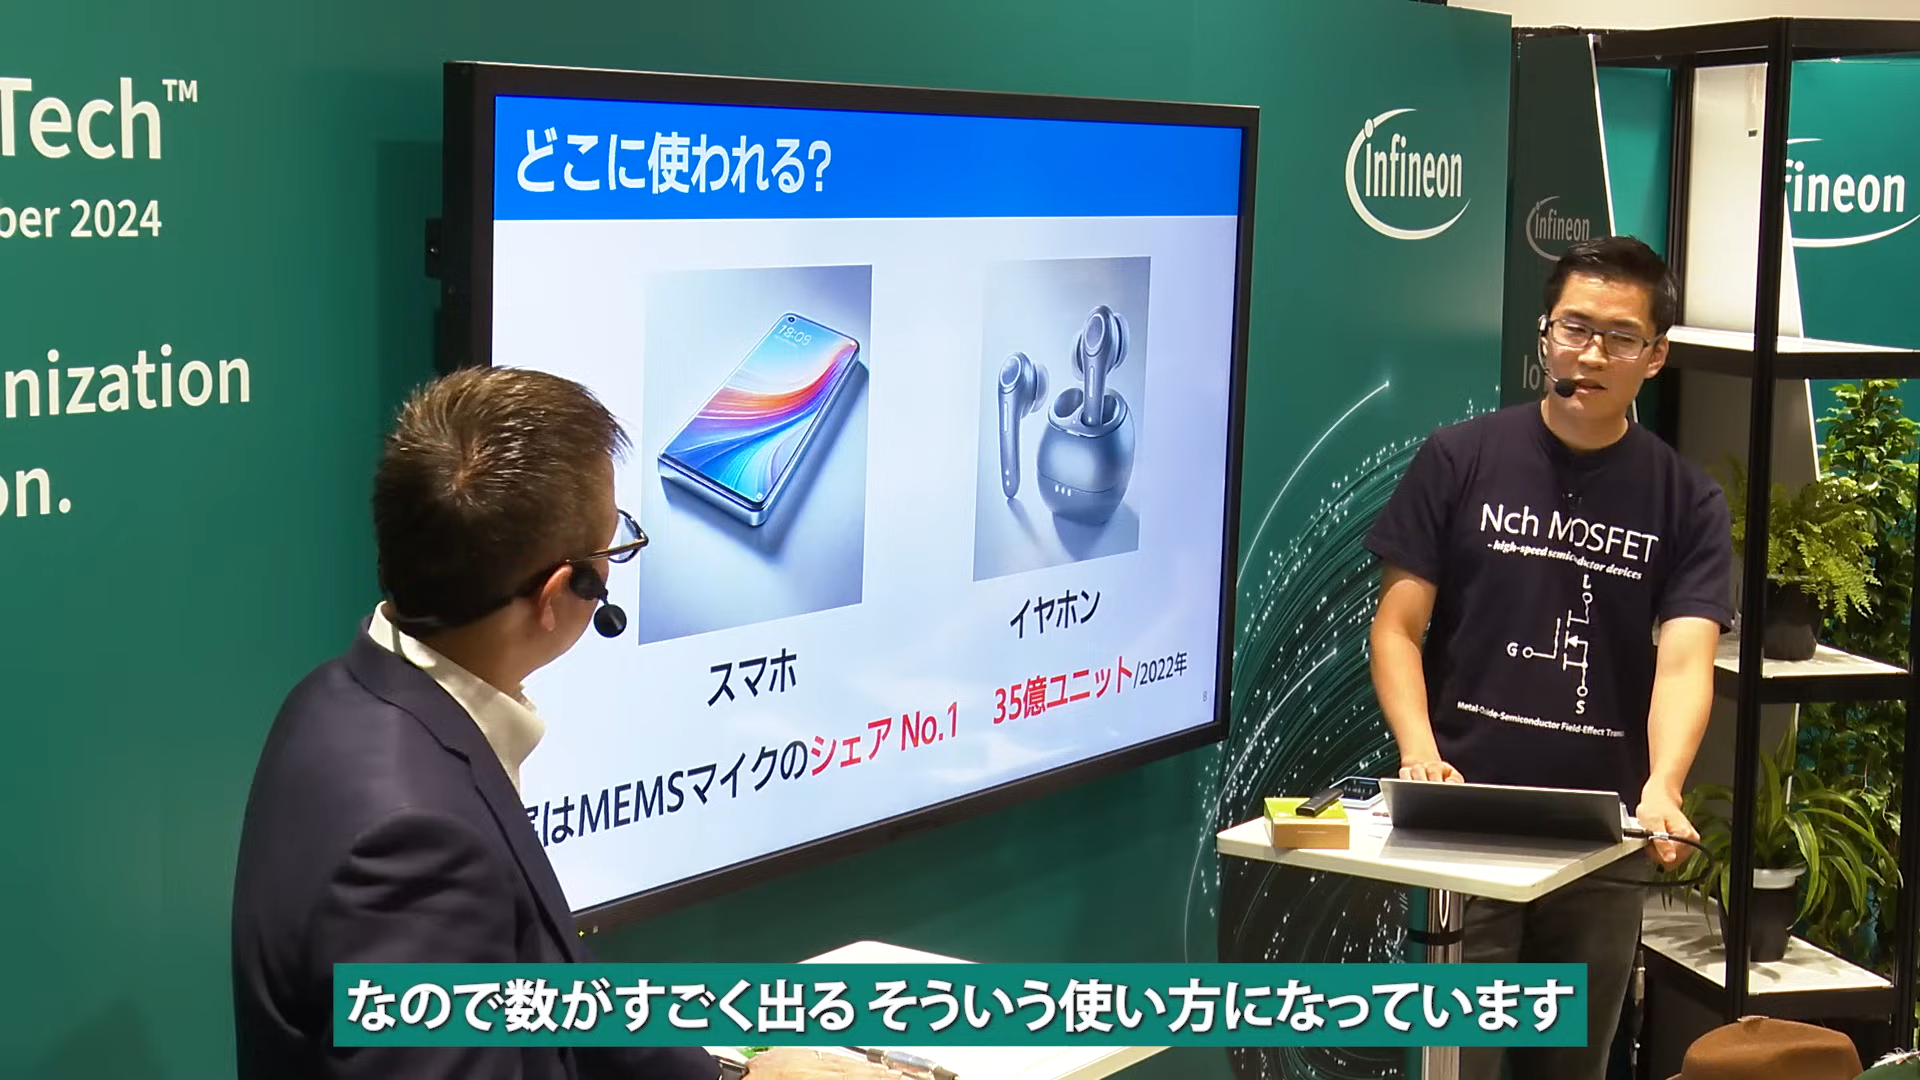 Tech™
ber 2024
nization
on.
どこに使われる?
18:09
スマホ
イヤホン
はMEMSマイクのシェア No.1 35億ユニット/2022年
8
infineon
infineon
fineon
Nch MOSFET
- high-speed semiconductor devices
G
S
Metal-Oxide-Semiconductor Field-Effect Trans
なので数がすごく出る そういう使い方になっています